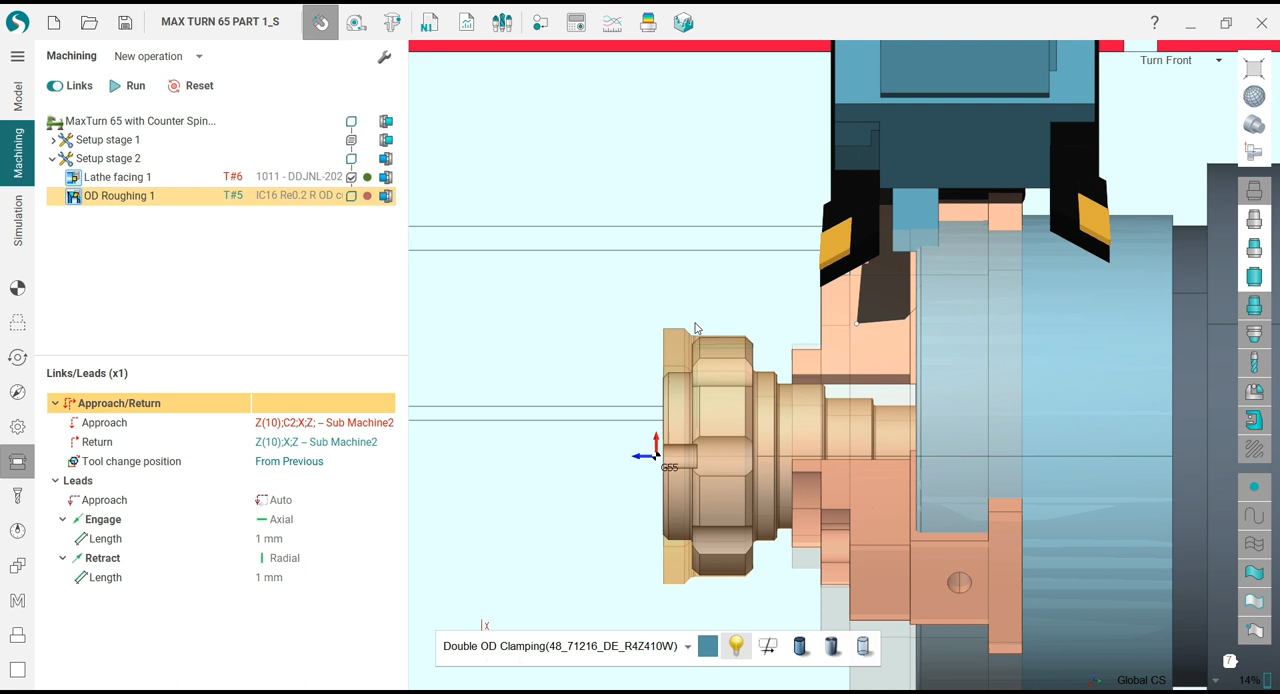 MAX TURN 65 PART 1_S
?
Machining
New operation
Links
Run
Reset
Model
Machining
Simulation
MaxTurn 65 with Counter Spin...
Setup stage 1
Setup stage 2
Lathe facing 1 T#6 1011 - DDJNL-202
OD Roughing 1 T#5 IC16 Re0.2 R OD c
Links/Leads (x1)
Approach/Return
Approach Z(10);C2;X;Z; – Sub Machine2
Return Z(10);X;Z – Sub Machine2
Tool change position From Previous
Leads
Approach Auto
Engage Axial
Length 1 mm
Retract Radial
Length 1 mm
Turn Front
G55
X
Double OD Clamping(48_71216_DE_R4Z410W)
7
Global CS
14%